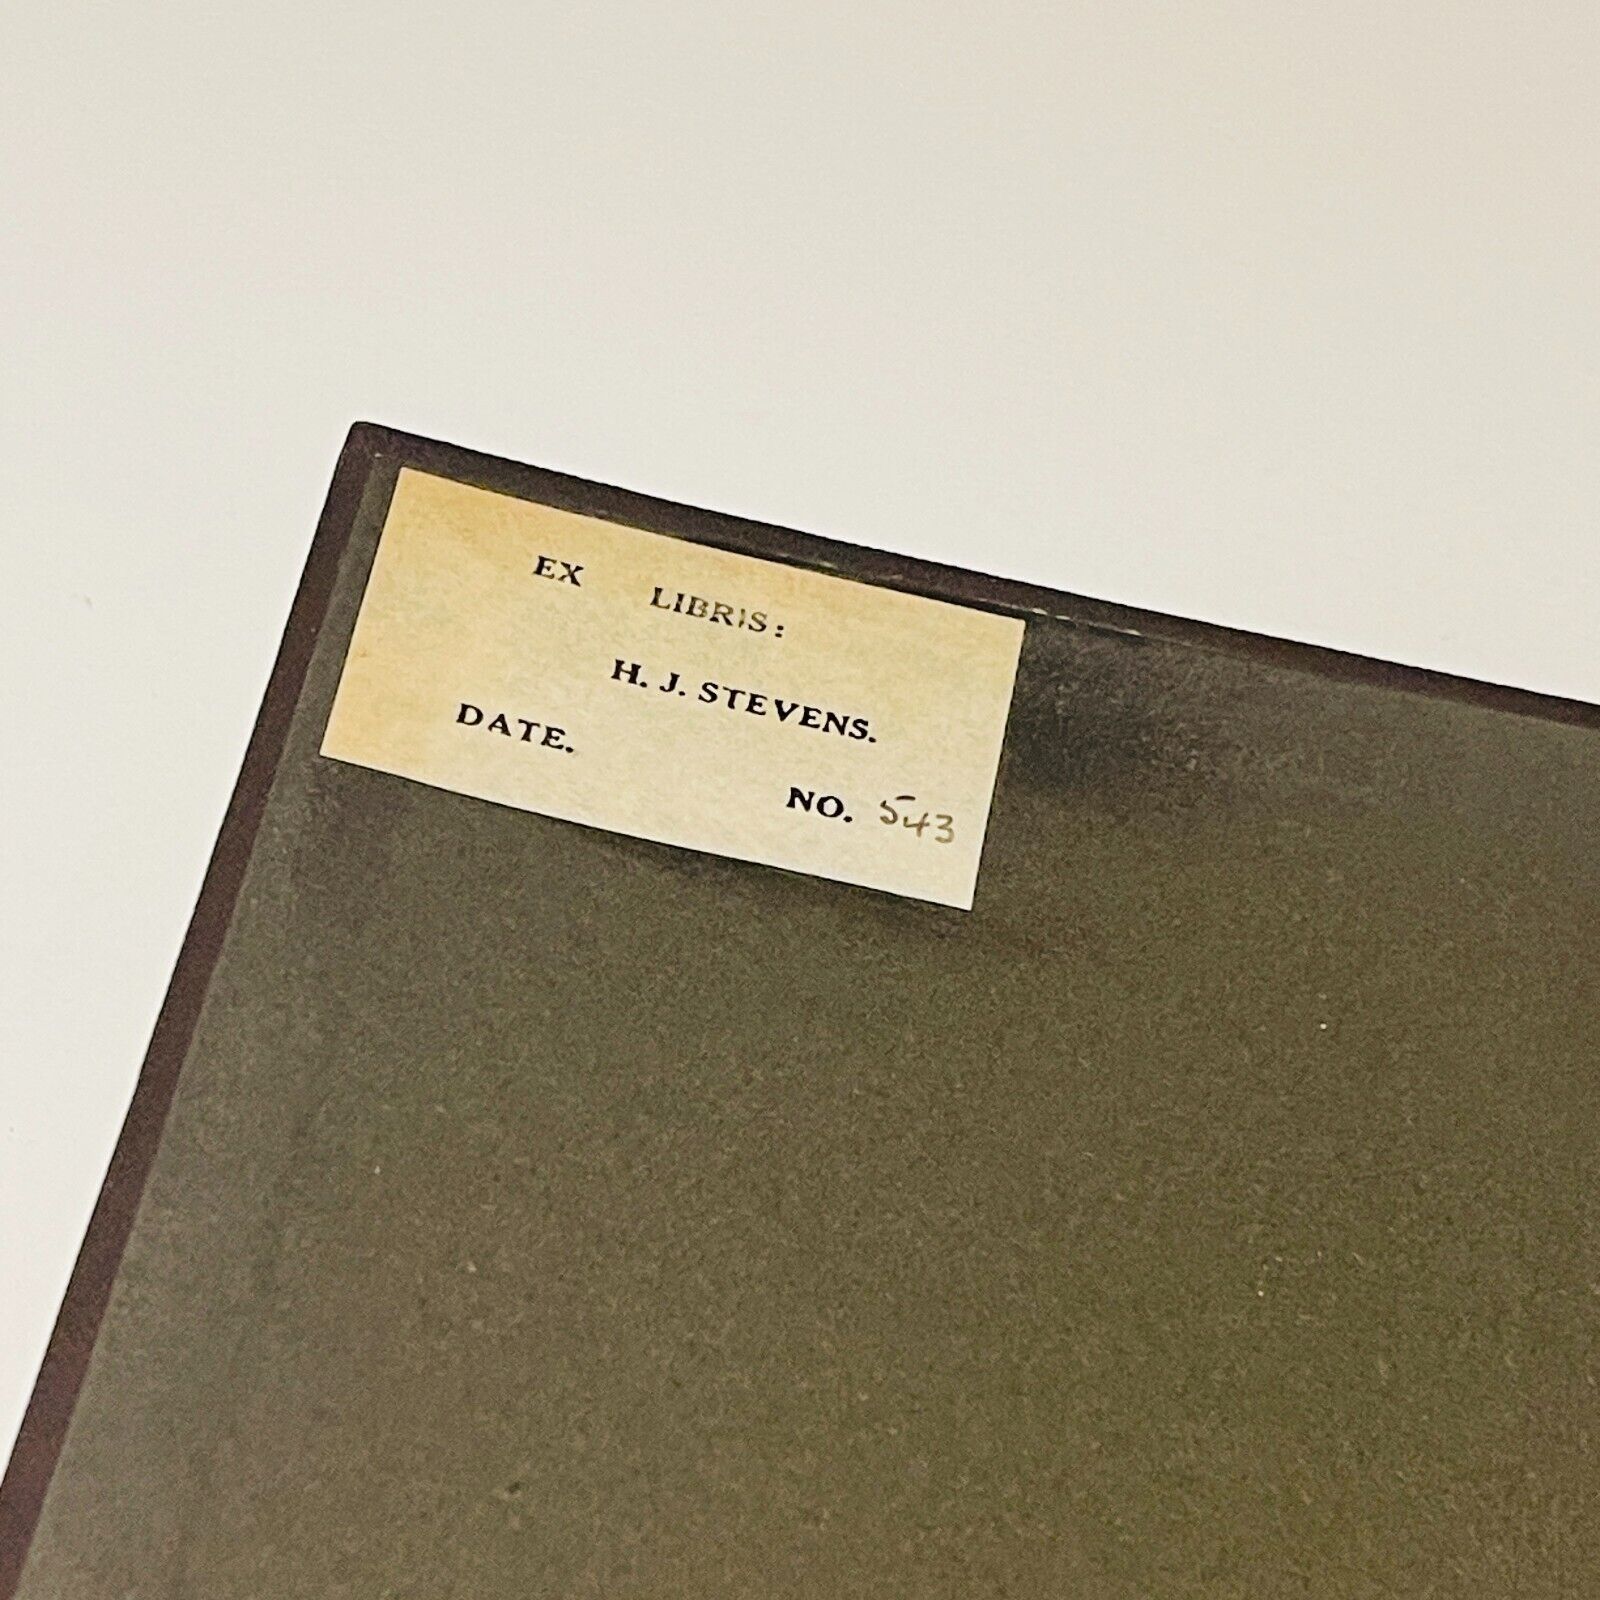 EX LIBRIS:
H. J. STEVENS.
DATE.
NO. 543